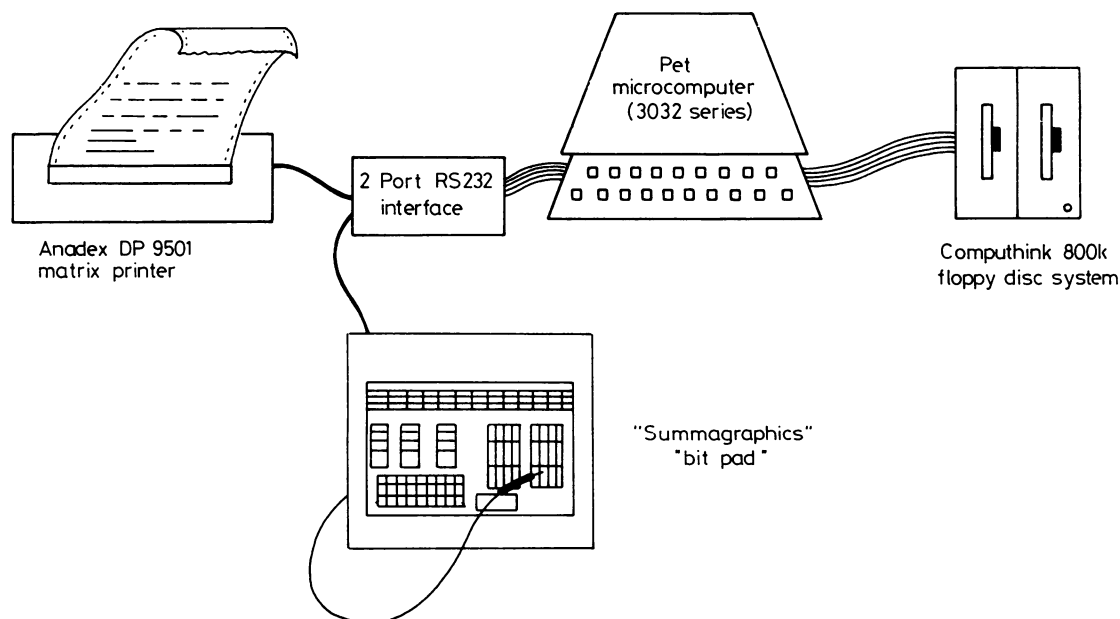 Pet
microcomputer
(3032 series)
2 Port RS232
interface
Anadex DP 9501
matrix printer
Computhink 800k
floppy disc system
"Summagraphics"
"bit pad"